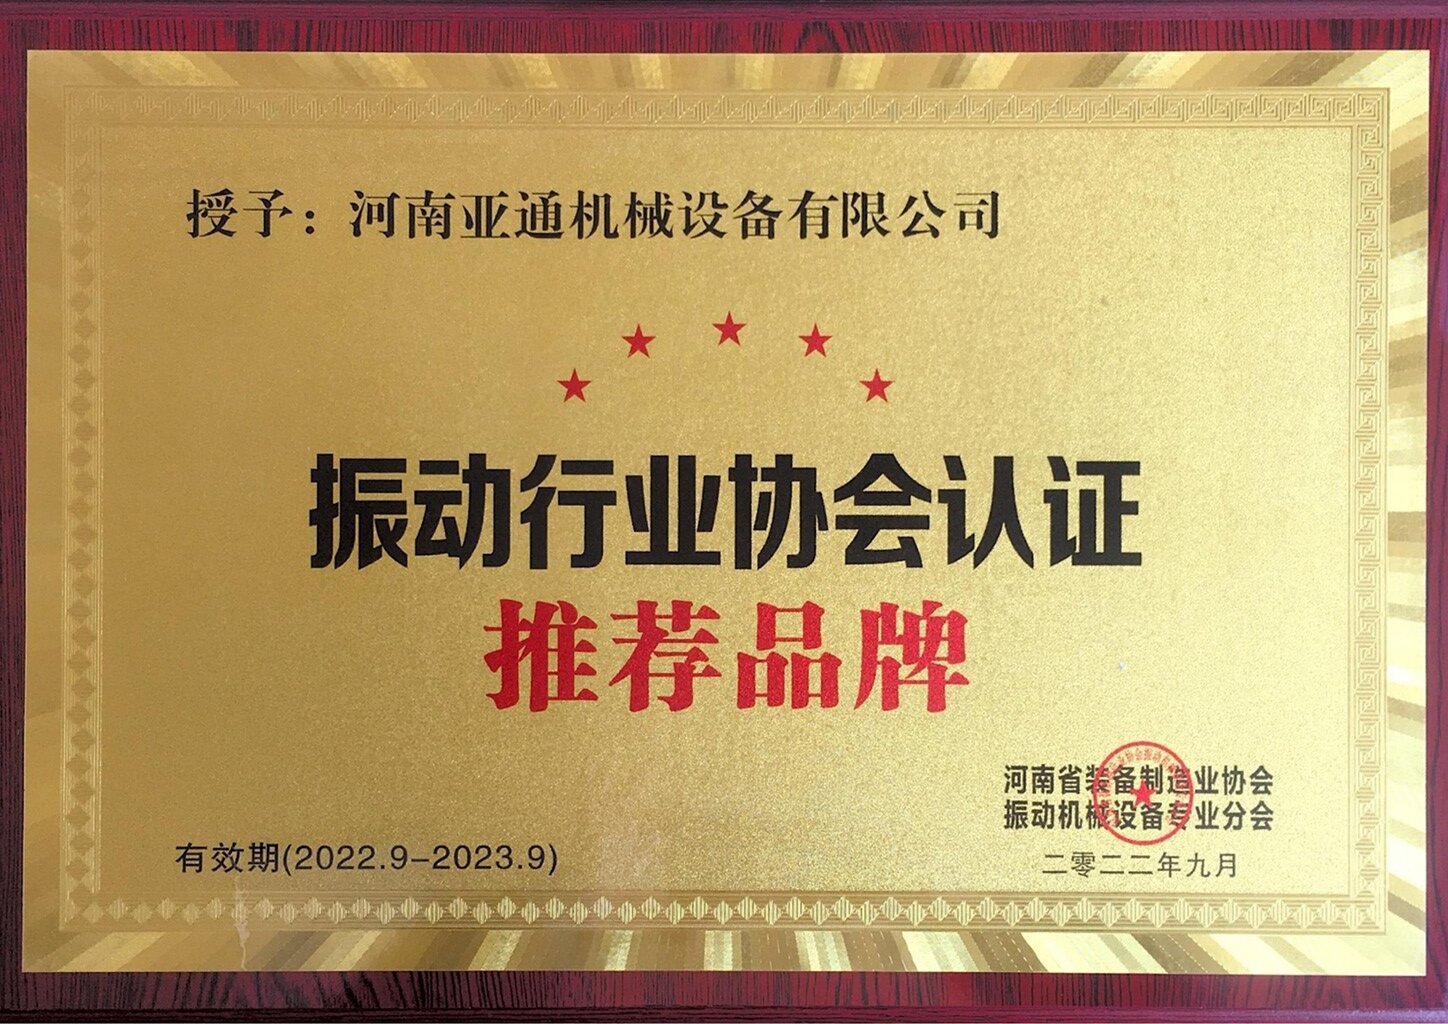 授予：河南亚通机械设备有限公司
振动行业协会认证
推荐品牌
河南省装备制造业协会
振动机械设备专业分会
有效期(2022.9-2023.9)
二零二二年九月